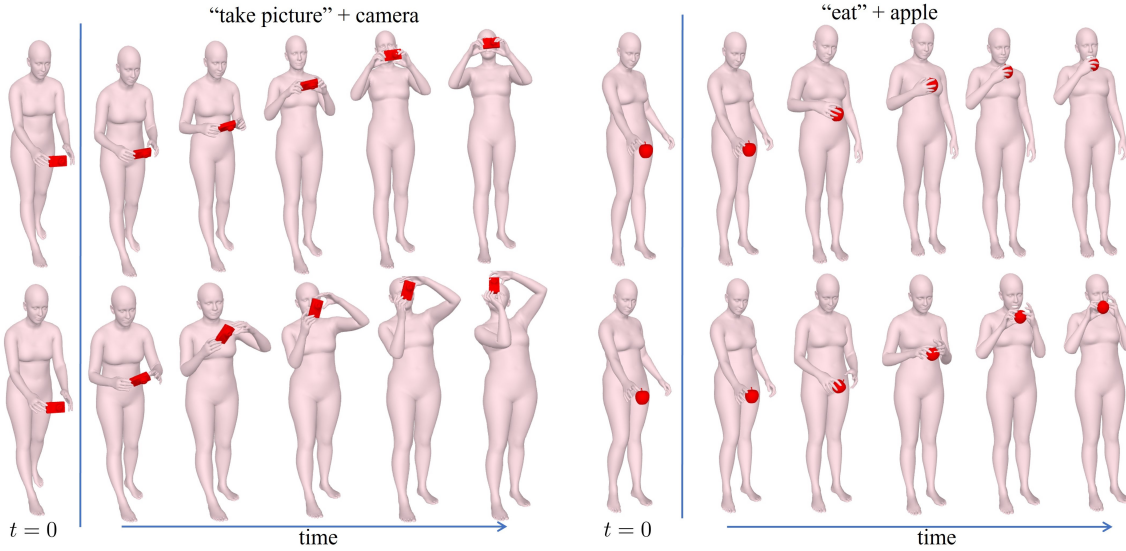 “take picture” + camera
“eat” + apple
t = 0
time
t = 0
time